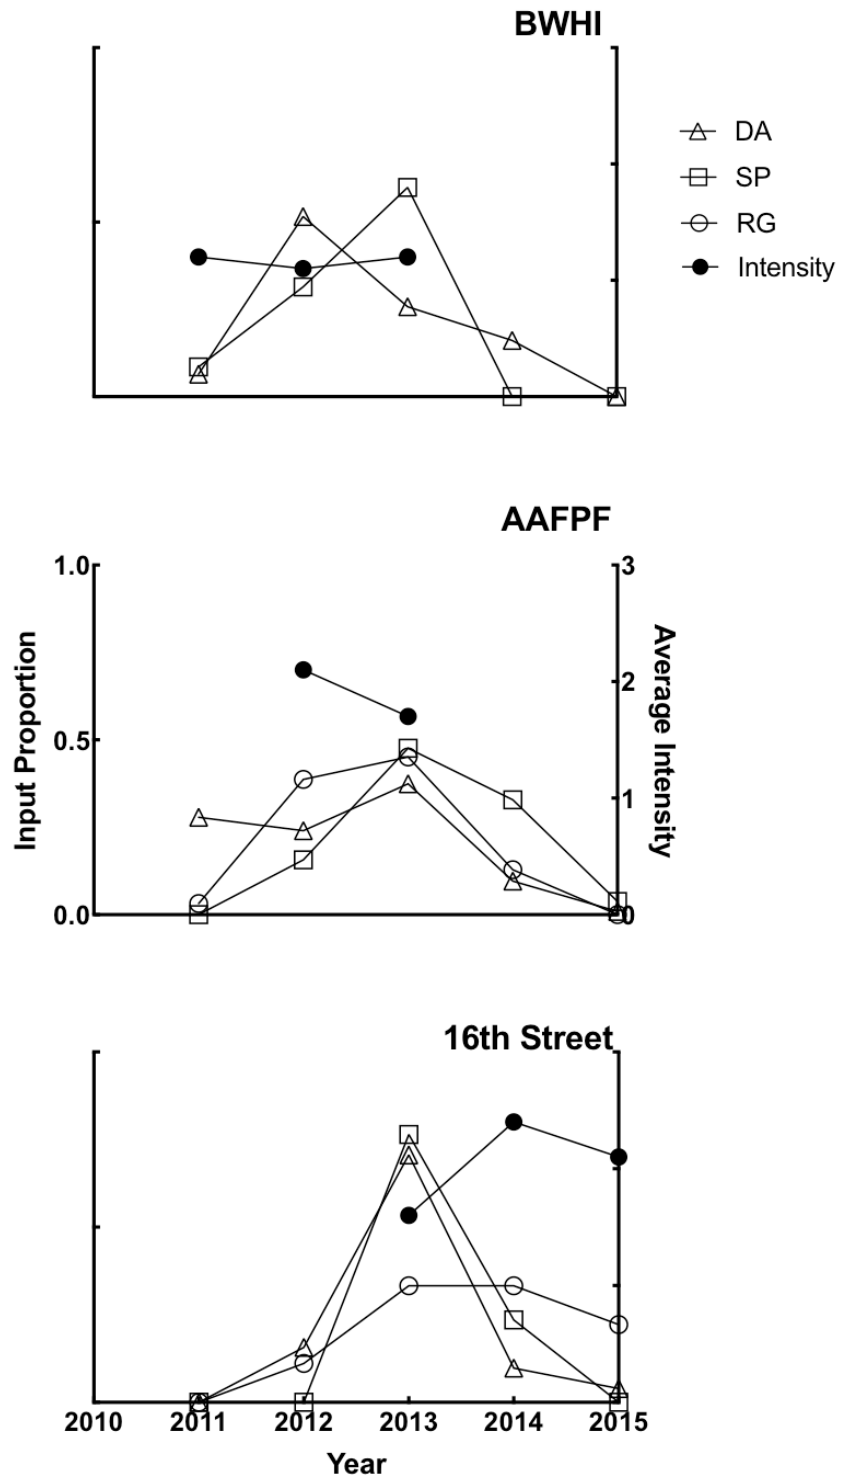 BWHI
DA
SP
RG
Intensity
AAFPF
1.0
0.5
0.0
Input Proportion
3
2
1
0
Average Intensity
16th Street
2010 2011 2012 2013 2014 2015
Year